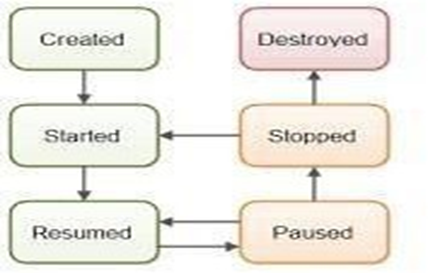 Created
Destroyed
Started
Stopped
Resumed
Paused